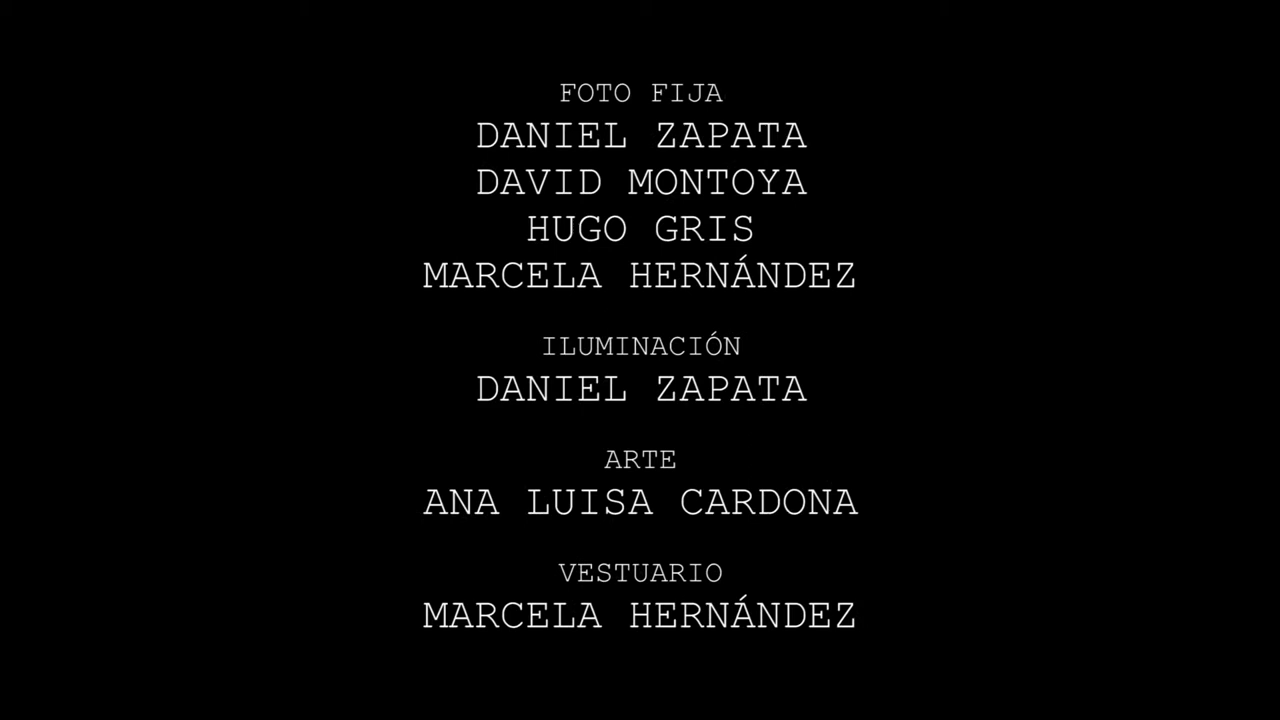 FOTO FIJA
DANIEL ZAPATA
DAVID MONTOYA
HUGO GRIS
MARCELA HERNÁNDEZ
ILUMINACIÓN
DANIEL ZAPATA
ARTE
ANA LUISA CARDONA
VESTUARIO
MARCELA HERNÁNDEZ